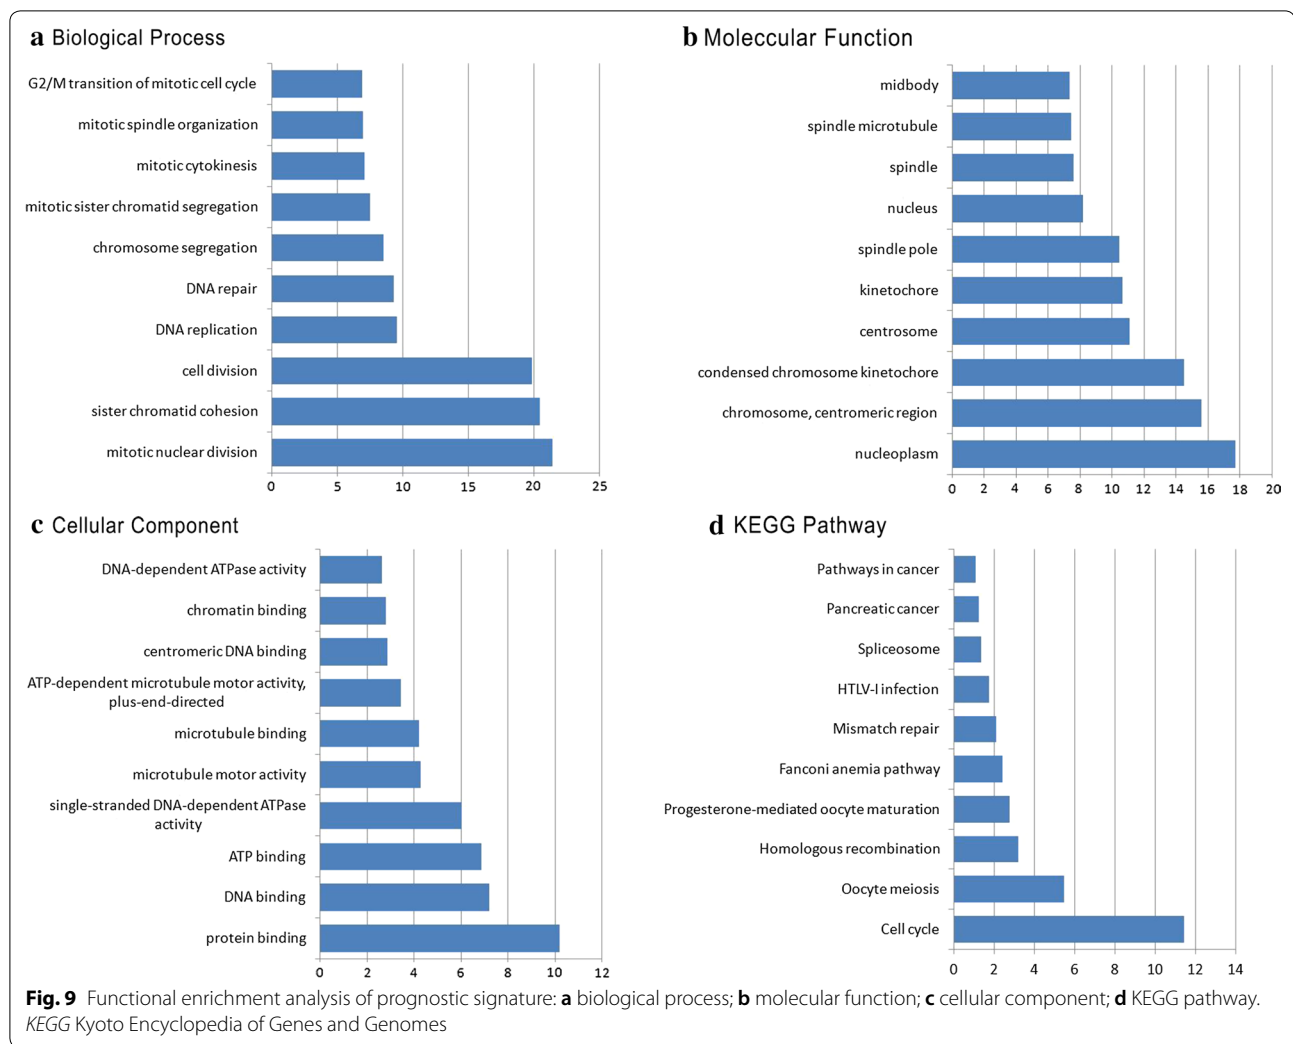 a Biological Process
G2/M transition of mitotic cell cycle
mitotic spindle organization
mitotic cytokinesis
mitotic sister chromatid segregation
chromosome segregation
DNA repair
DNA replication
cell division
sister chromatid cohesion
mitotic nuclear division
0 5 10 15 20 25
b Moleccular Function
midbody
spindle microtubule
spindle
nucleus
spindle pole
kinetochore
centrosome
condensed chromosome kinetochore
chromosome, centromeric region
nucleoplasm
0 2 4 6 8 10 12 14 16 18 20
c Cellular Component
DNA-dependent ATPase activity
chromatin binding
centromeric DNA binding
ATP-dependent microtubule motor activity,
plus-end-directed
microtubule binding
microtubule motor activity
single-stranded DNA-dependent ATPase
activity
ATP binding
DNA binding
protein binding
0 2 4 6 8 10 12
d KEGG Pathway
Pathways in cancer
Pancreatic cancer
Spliceosome
HTLV-I infection
Mismatch repair
Fanconi anemia pathway
Progesterone-mediated oocyte maturation
Homologous recombination
Oocyte meiosis
Cell cycle
0 2 4 6 8 10 12 14
Fig. 9 Functional enrichment analysis of prognostic signature: a biological process; b molecular function; c cellular component; d KEGG pathway.
KEGG Kyoto Encyclopedia of Genes and Genomes